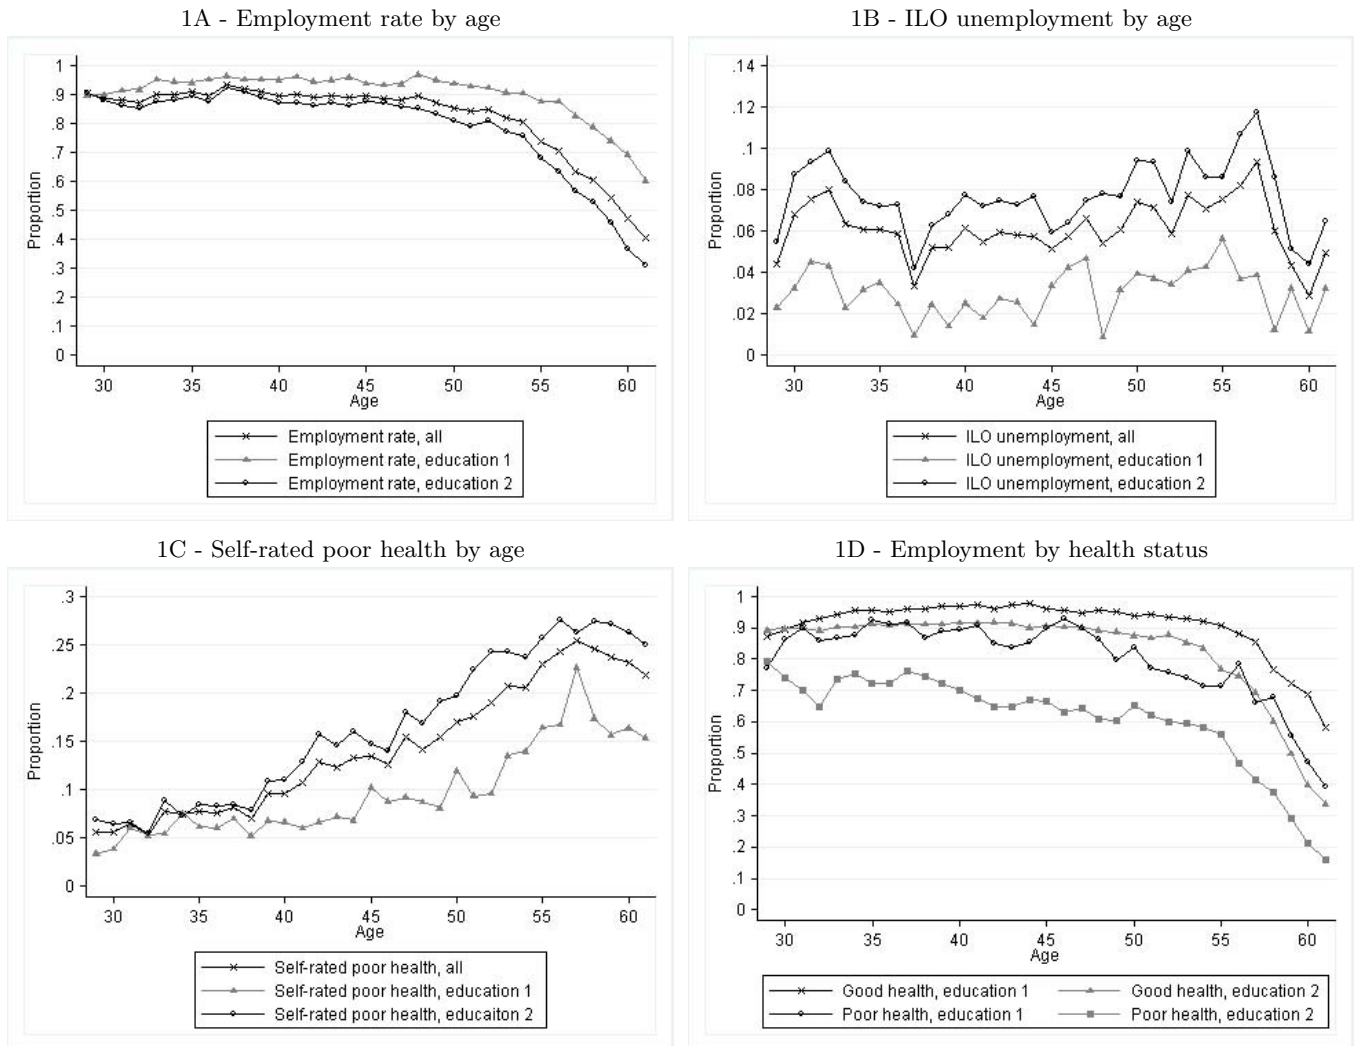 1A - Employment rate by age
1
.9
.8
.7
.6
.5
.4
.3
.2
.1
0
Proportion
30 35 40 45 50 55 60
Age
Employment rate, all
Employment rate, education 1
Employment rate, education 2
1B - ILO unemployment by age
.14
.12
.1
.08
.06
.04
.02
0
Proportion
30 35 40 45 50 55 60
Age
ILO unemployment, all
ILO unemployment, education 1
ILO unemployment, education 2
1C - Self-rated poor health by age
.3
.25
.2
.15
.1
.05
0
Proportion
30 35 40 45 50 55 60
Age
Self-rated poor health, all
Self-rated poor health, education 1
Self-rated poor health, educaiton 2
1D - Employment by health status
1
.9
.8
.7
.6
.5
.4
.3
.2
.1
0
Proportion
30 35 40 45 50 55 60
Age
Good health, education 1 Good health, education 2
Poor health, education 1 Poor health, education 2